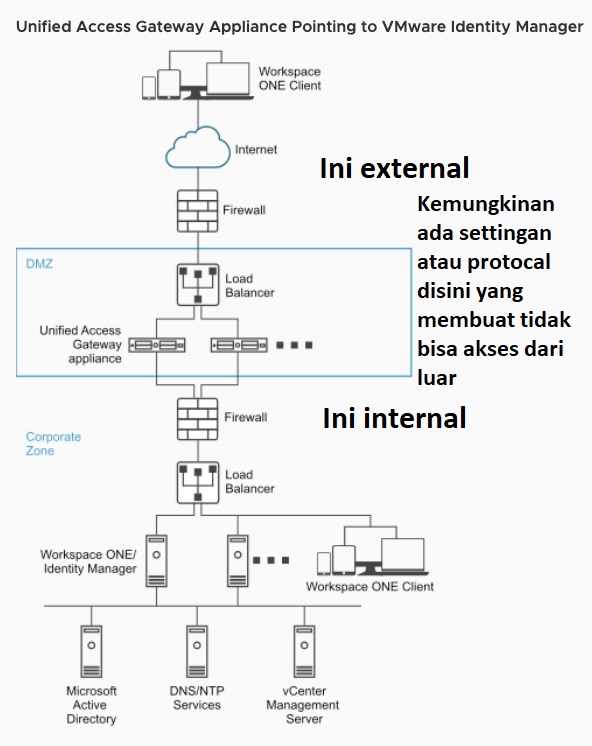 Unified Access Gateway Appliance Pointing to VMware Identity Manager
Workspace
ONE Client
Internet
Ini external
Firewall
Kemungkinan
ada settingan
atau protocal
disini yang
membuat tidak
bisa akses dari
luar
DMZ
Load
Balancer
Unified Access
Gateway
appliance
Firewall
Ini internal
Corporate
Zone
Load
Balancer
Workspace ONE/
Identity Manager
Workspace ONE Client
Microsoft
Active
Directory
DNS/NTP
Services
vCenter
Management
Server